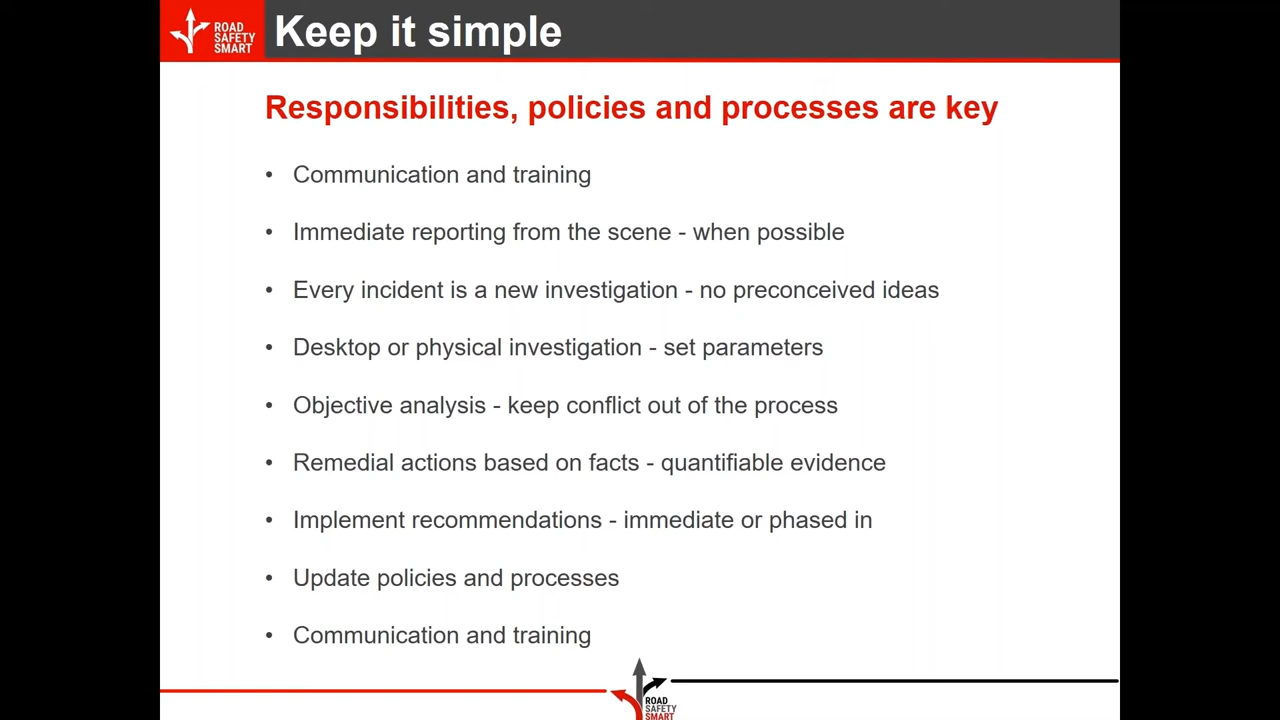 ROAD
SAFETY
SMART
Keep it simple
Responsibilities, policies and processes are key
• Communication and training
• Immediate reporting from the scene - when possible
• Every incident is a new investigation - no preconceived ideas
• Desktop or physical investigation - set parameters
• Objective analysis - keep conflict out of the process
• Remedial actions based on facts - quantifiable evidence
• Implement recommendations - immediate or phased in
• Update policies and processes
• Communication and training
ROAD
SAFETY
SMART